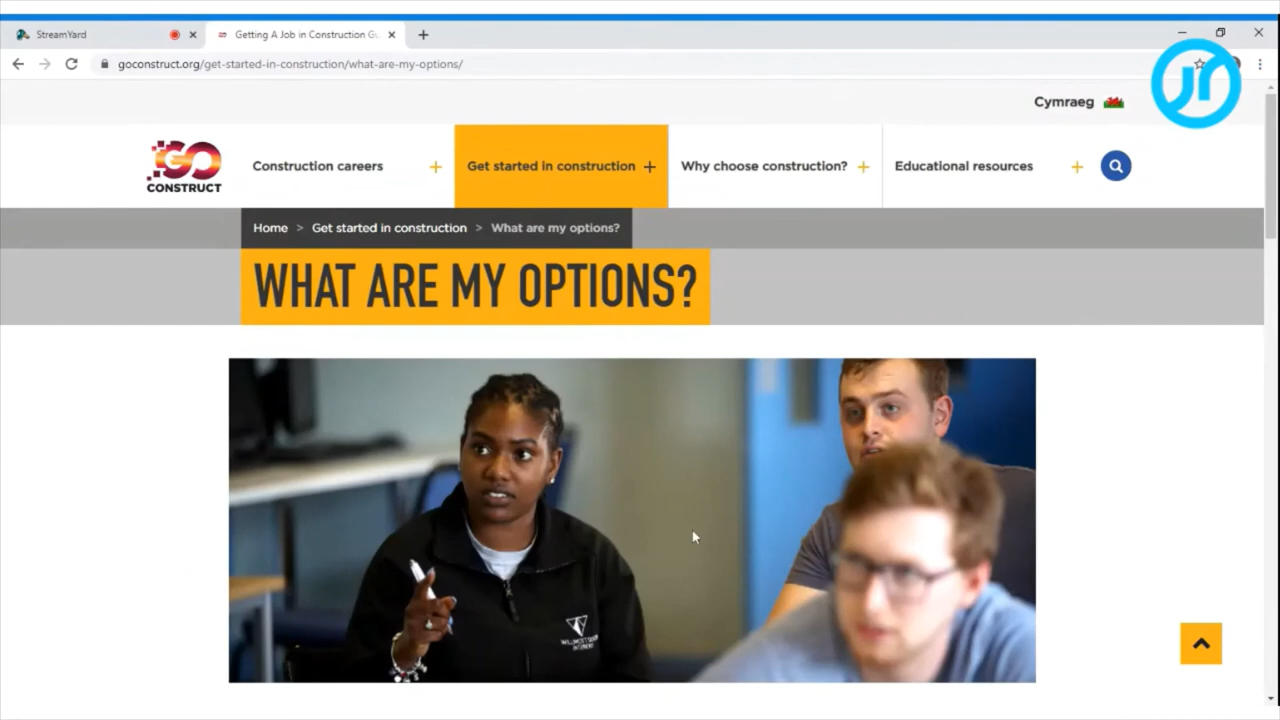 StreamYard
Getting A Job in Construction Gu
goconstruct.org/get-started-in-construction/what-are-my-options/
Cymraeg
GO
CONSTRUCT
Construction careers +
Get started in construction +
Why choose construction? +
Educational resources +
Home > Get started in construction > What are my options?
WHAT ARE MY OPTIONS?